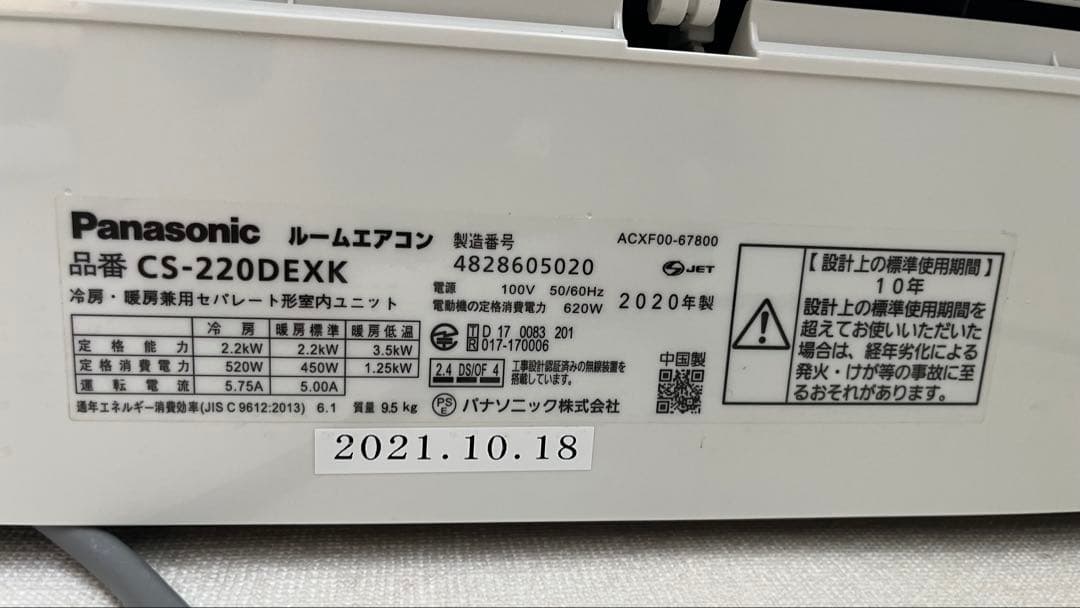 Panasonic ルームエアコン
品番 CS-220DEXK
冷房・暖房兼用セパレート形室内ユニット
冷房 暖房標準 暖房低温
定格能力 2.2kW 2.2kW 3.5kW
定格消費電力 520W 450W 1.25kW
運転電流 5.75A 5.00A
通年エネルギー消費効率(JIS C 9612:2013) 6.1 質量 9.5 kg
製造番号
4828605020
電源 100V 50/60Hz
電動機の定格消費電力 620W
T D 17 0083 201
R 017-170006
2.4 DS/OF 4
工事設計認証済みの無線装置を
搭載しています。
PS E パナソニック株式会社
ACXF00-67800
S JET
2020年製
中国製
【設計上の標準使用期間】
10年
設計上の標準使用期間を
超えてお使いいただいた
場合は、経年劣化による
発火・けが等の事故に至
るおそれがあります。
2021.10.18